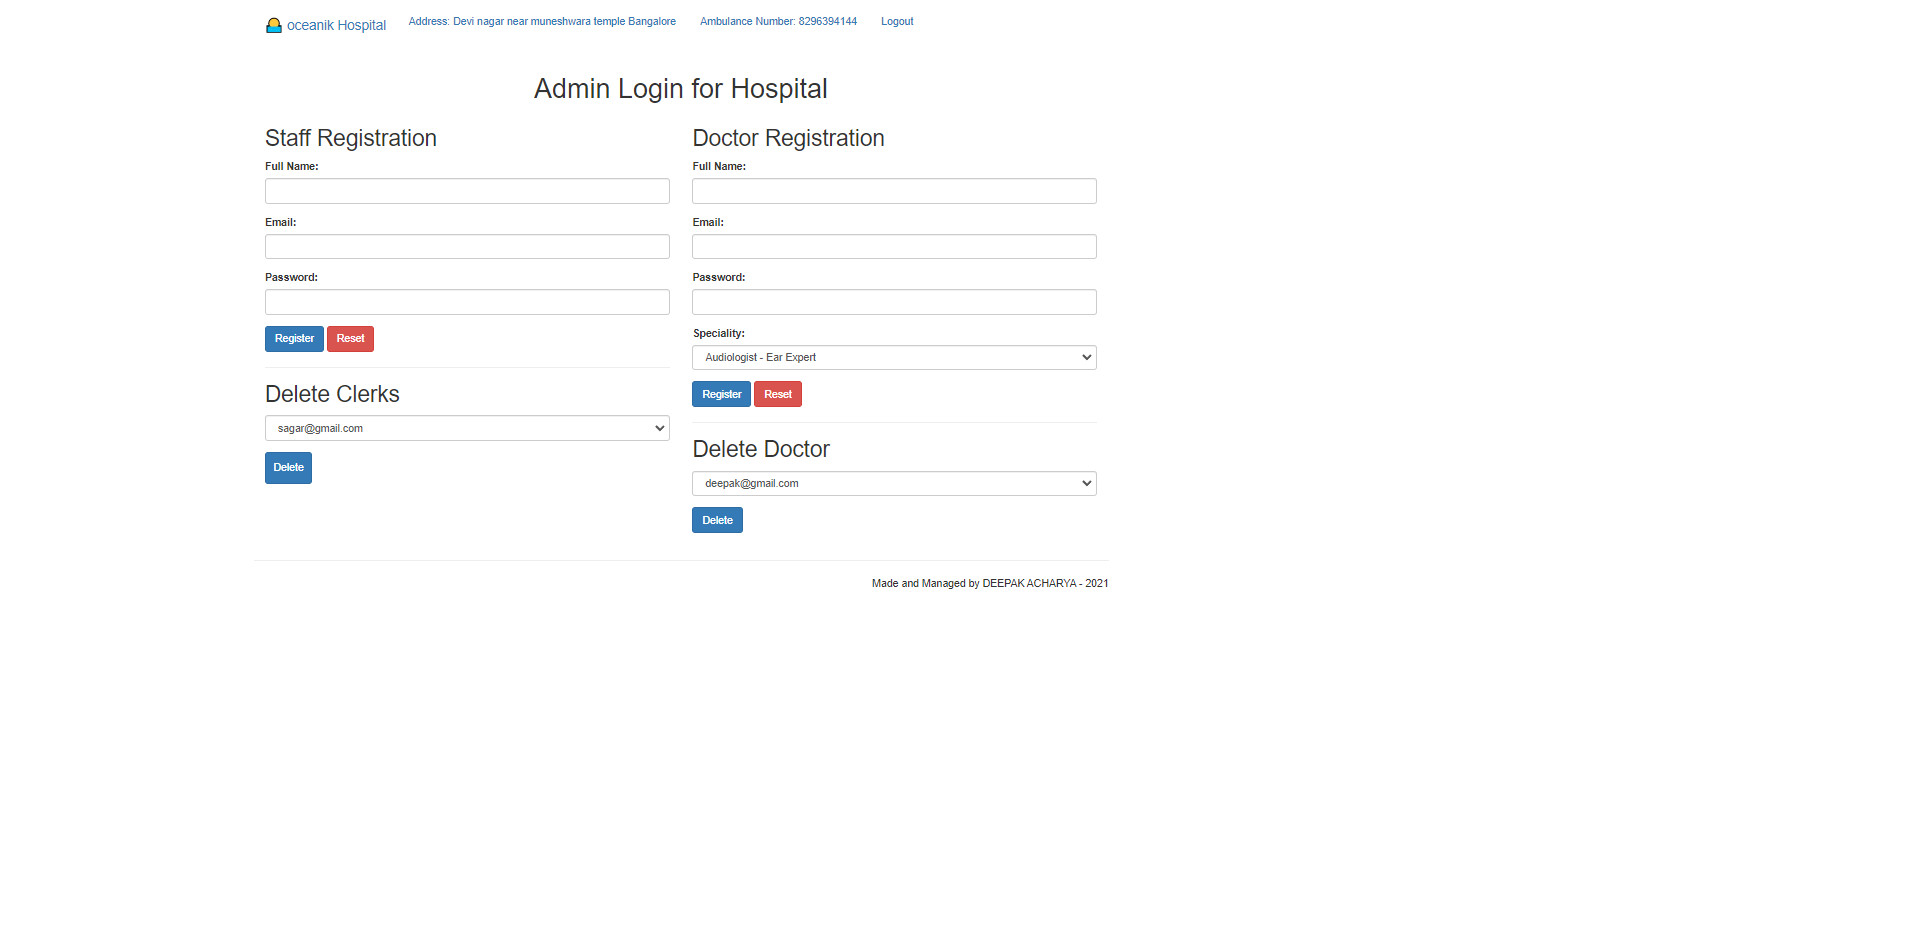 oceanik Hospital
Address: Devi nagar near muneshwara temple Bangalore
Ambulance Number: 8296394144
Logout
Admin Login for Hospital
Staff Registration
Full Name:
Email:
Password:
Register Reset
Delete Clerks
sagar@gmail.com
Delete
Doctor Registration
Full Name:
Email:
Password:
Speciality:
Audiologist - Ear Expert
Register Reset
Delete Doctor
deepak@gmail.com
Delete
Made and Managed by DEEPAK ACHARYA - 2021